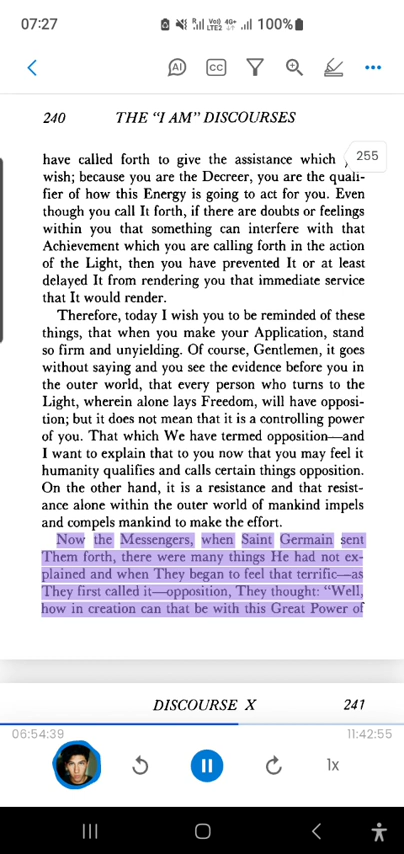 07:27
R Vo)) 4G+ LTE2 100%
AI CC
240 THE “I AM” DISCOURSES
255
have called forth to give the assistance which
wish; because you are the Decreer, you are the quali-
fier of how this Energy is going to act for you. Even
though you call It forth, if there are doubts or feelings
within you that something can interfere with that
Achievement which you are calling forth in the action
of the Light, then you have prevented It or at least
delayed It from rendering you that immediate service
that It would render.
Therefore, today I wish you to be reminded of these
things, that when you make your Application, stand
so firm and unyielding. Of course, Gentlemen, it goes
without saying and you see the evidence before you in
the outer world, that every person who turns to the
Light, wherein alone lays Freedom, will have opposi-
tion; but it does not mean that it is a controlling power
of you. That which We have termed opposition—and
I want to explain that to you now that you may feel it
humanity qualifies and calls certain things opposition.
On the other hand, it is a resistance and that resist-
ance alone within the outer world of mankind impels
and compels mankind to make the effort.
Now the Messengers, when Saint Germain sent
Them forth, there were many things He had not ex-
plained and when They began to feel that terrific—as
They first called it—opposition, They thought: “Well,
how in creation can that be with this Great Power of
DISCOURSE X 241
06:54:39 11:42:55
1x